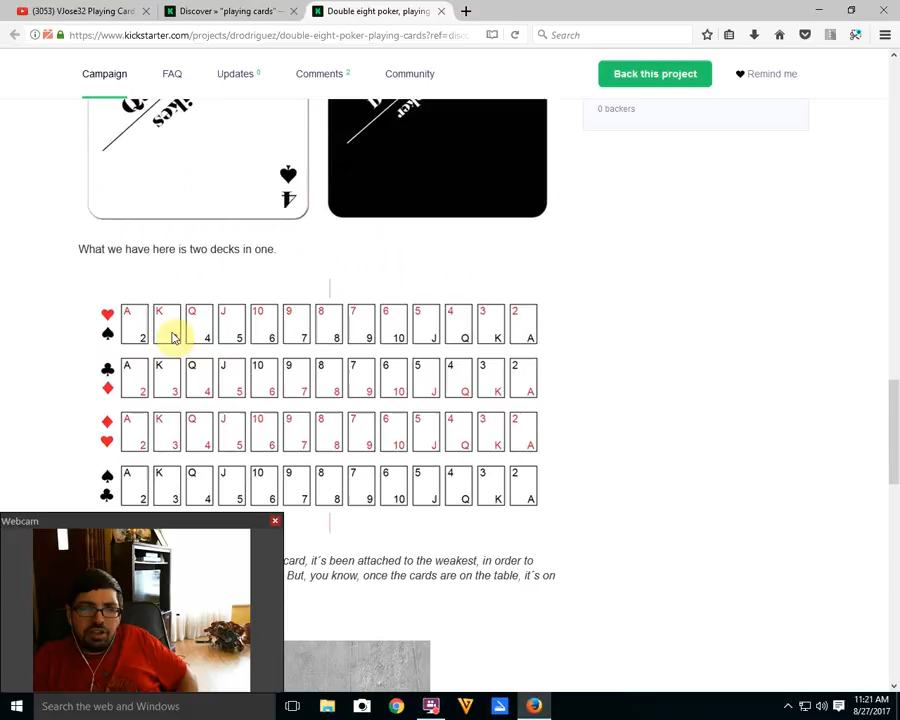 (3053) VJose32 Playing Card
Discover » "playing cards" —
Double eight poker, playing
https://www.kickstarter.com/projects/drodriguez/double-eight-poker-playing-cards?ref=disc
Search
Campaign
FAQ
Updates 0
Comments 2
Community
Back this project
Remind me
0 backers
4
What we have here is two decks in one.
A K Q J 10 9 8 7 6 5 4 3 2
2 4 5 6 7 8 9 10 J Q K A
A K Q J 10 9 8 7 6 5 4 3 2
2 3 4 5 6 7 8 9 10 J Q K A
A K Q J 10 9 8 7 6 5 4 3 2
2 3 4 5 6 7 8 9 10 J Q K A
A K Q J 10 9 8 7 6 5 4 3 2
2 3 4 5 6 7 8 9 10 J Q K A
Webcam
card, it´s been attached to the weakest, in order to
But, you know, once the cards are on the table, it´s on
Search the web and Windows
11:21 AM
8/27/2017